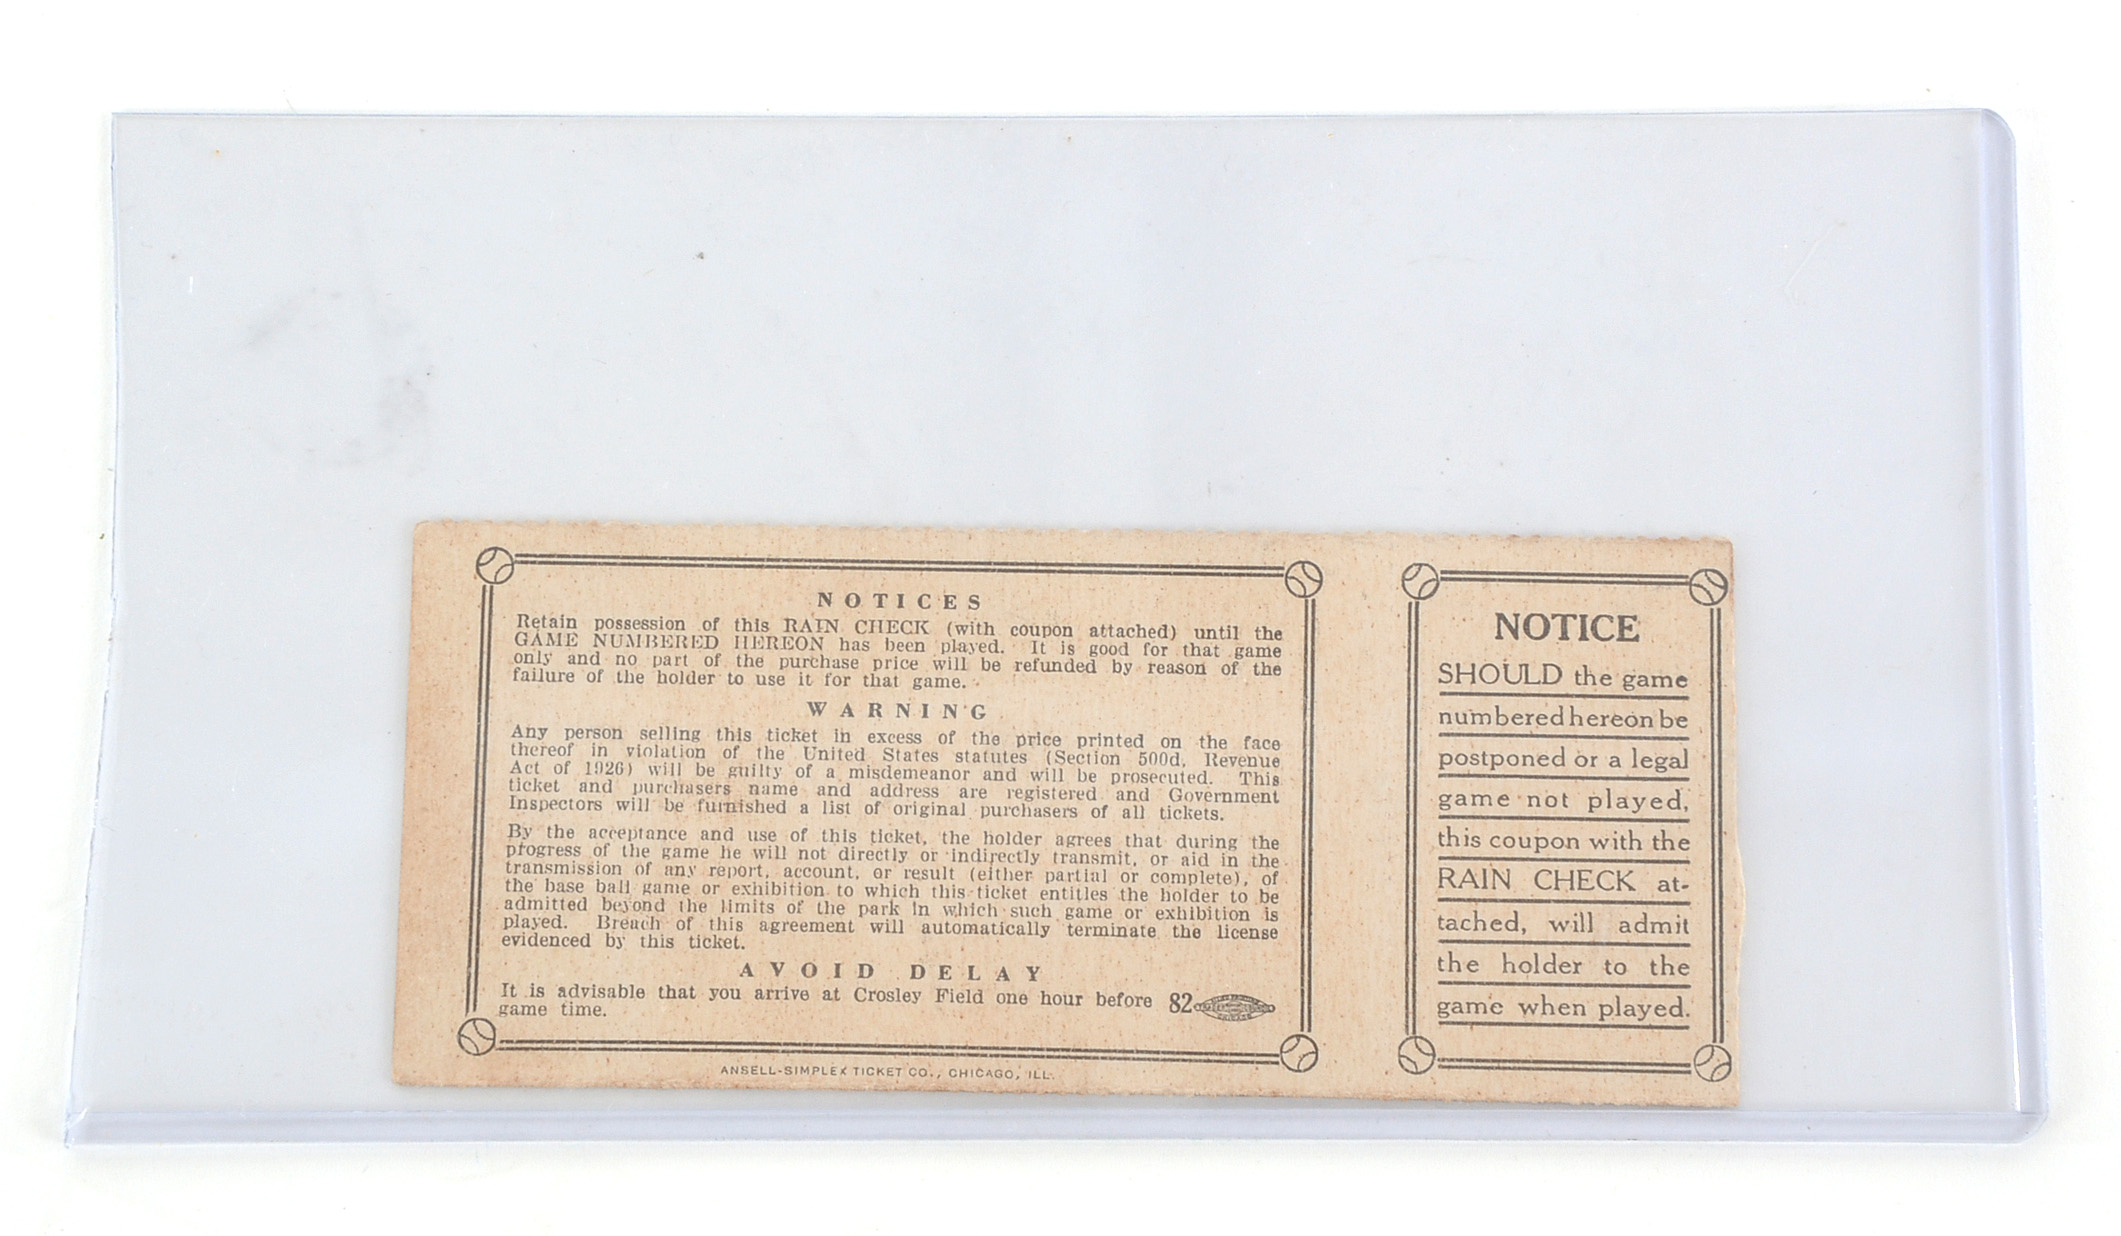 NOTICES
Retain possession of this RAIN CHECK (with coupon attached) until the
GAME NUMBERED HEREON has been played. It is good for that game
only and no part of the purchase price will be refunded by reason of the
failure of the holder to use it for that game.
WARNING
Any person selling this ticket in excess of the price printed on the face
thereof in violation of the United States statutes (Section 500d, Revenue
Act of 1926) will be guilty of a misdemeanor and will be prosecuted. This
ticket and purchasers name and address are registered and Government
Inspectors will be furnished a list of original purchasers of all tickets.
By the acceptance and use of this ticket, the holder agrees that during the
progress of the game he will not directly or indirectly transmit, or aid in the
transmission of any report, account, or result (either partial or complete), of
the base ball game or exhibition to which this ticket entitles the holder to be
admitted beyond the limits of the park in which such game or exhibition is
played. Breach of this agreement will automatically terminate the license
evidenced by this ticket.
AVOID DELAY
It is advisable that you arrive at Crosley Field one hour before 82
game time.
ANSELL-SIMPLEX TICKET CO., CHICAGO, ILL.
NOTICE
SHOULD the game
numbered hereon be
postponed or a legal
game not played,
this coupon with the
RAIN CHECK at-
tached, will admit
the holder to the
game when played.